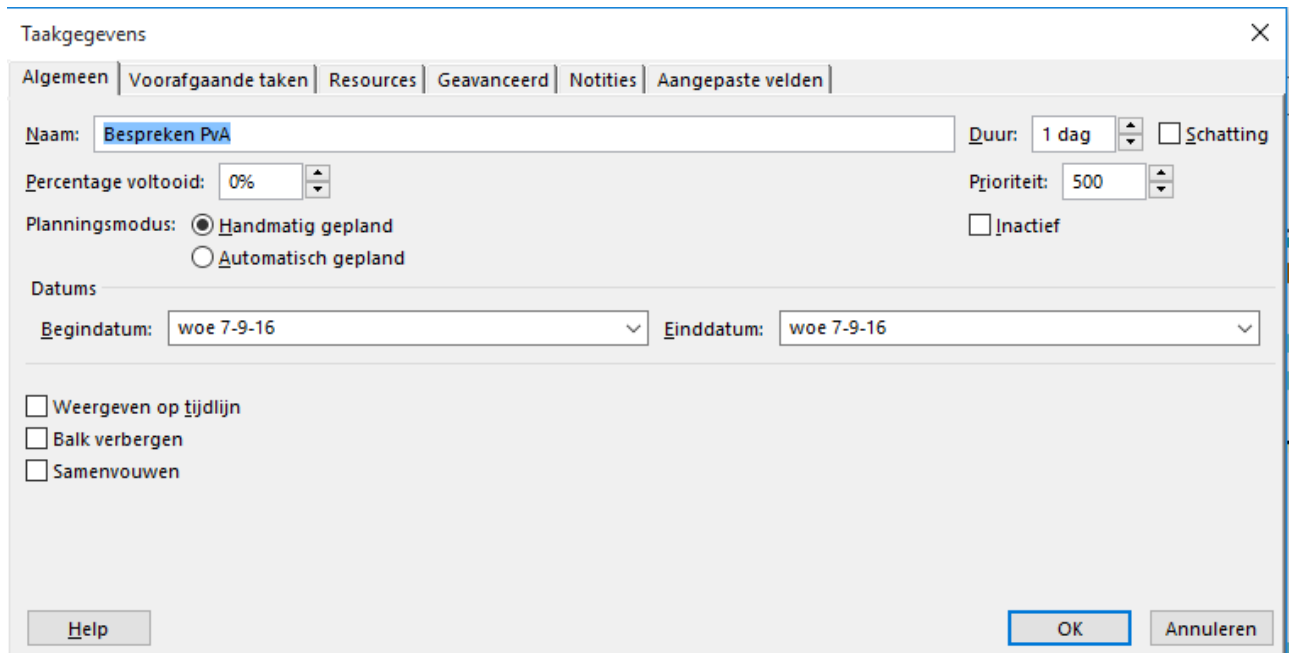 Taakgegevens
Algemeen Voorafgaande taken Resources Geavanceerd Notities Aangepaste velden
Naam: Bespreken PvA Duur: 1 dag Schatting
Percentage voltooid: 0% Prioriteit: 500
Planningsmodus: Handmatig gepland Inactief
Automatisch gepland
Datums
Begindatum: woe 7-9-16 Einddatum: woe 7-9-16
Weergeven op tijdlijn
Balk verbergen
Samenvouwen
Help OK Annuleren